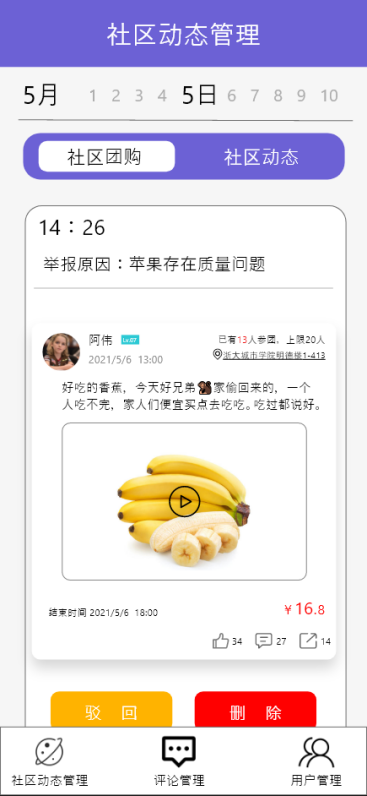 社区动态管理
5月 1 2 3 4 5日 6 7 8 9 10
社区团购 社区动态
14：26
举报原因：苹果存在质量问题
阿伟 Lv.07 已有13人参团，上限20人
2021/5/6 13:00 浙大城市学院明德楼1-413
好吃的香蕉，今天好兄弟家偷回来的，一个
人吃不完，家人们便宜买点去吃吃。吃过都说好。
结束时间 2021/5/6 18:00 ￥16.8
34 27 14
驳 回 删 除
社区动态管理 评论管理 用户管理